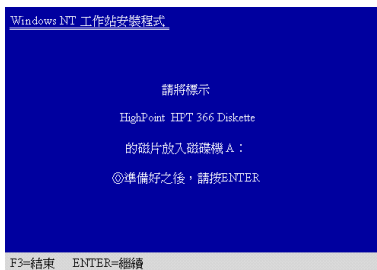 Windows NT 工作站安裝程式
請將標示
HighPoint HPT 366 Diskette
的磁片放入磁碟機 A：
◎準備好之後，請按ENTER
F3=結束 ENTER=繼續